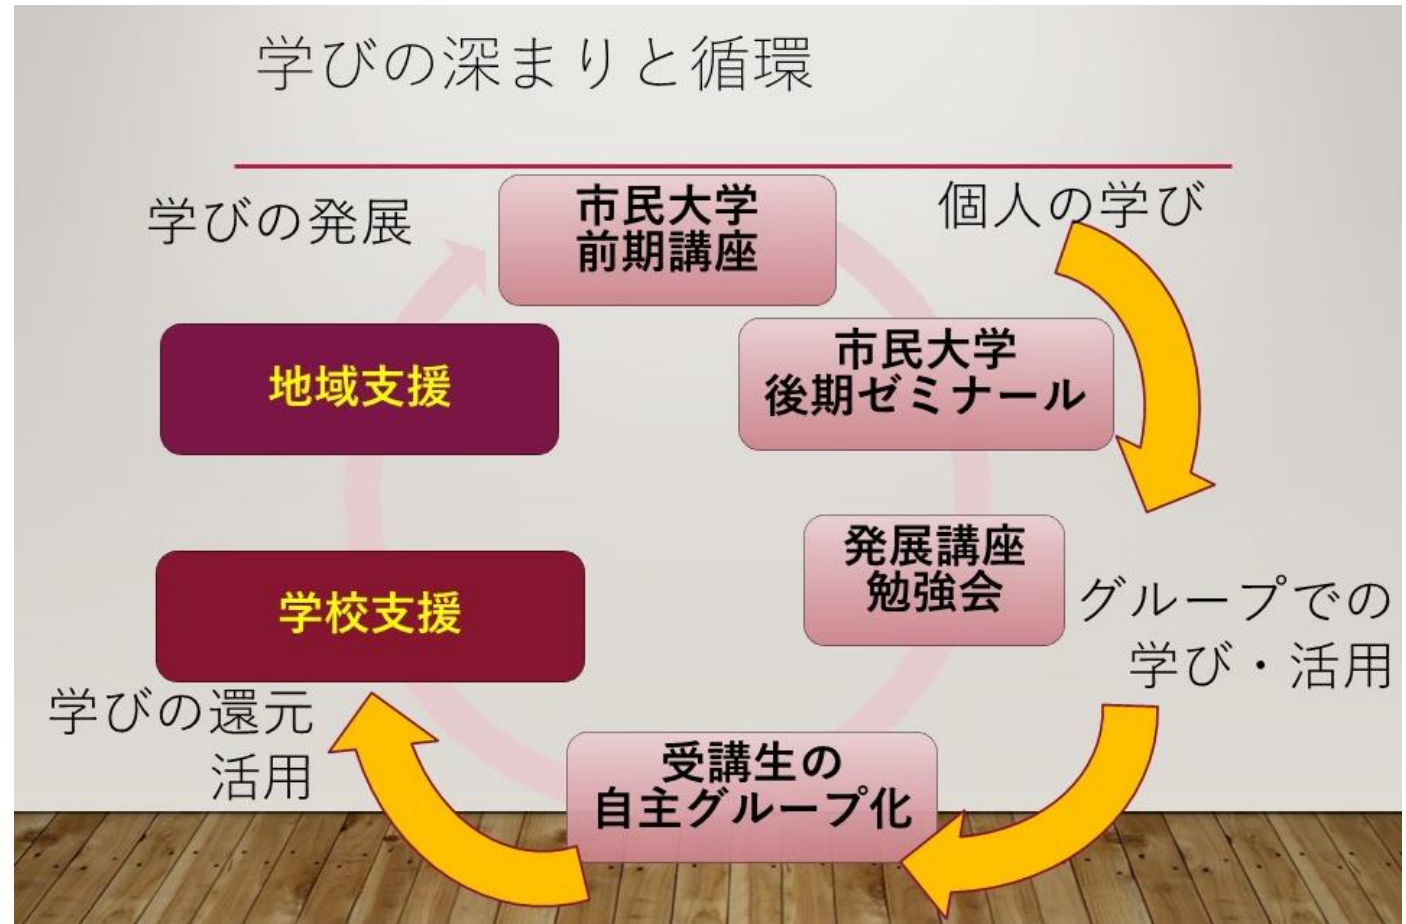 学びの深まりと循環
学びの発展
市民大学
前期講座
個人の学び
市民大学
後期ゼミナール
発展講座
勉強会
グループでの
学び・活用
受講生の
自主グループ化
学びの還元
活用
学校支援
地域支援